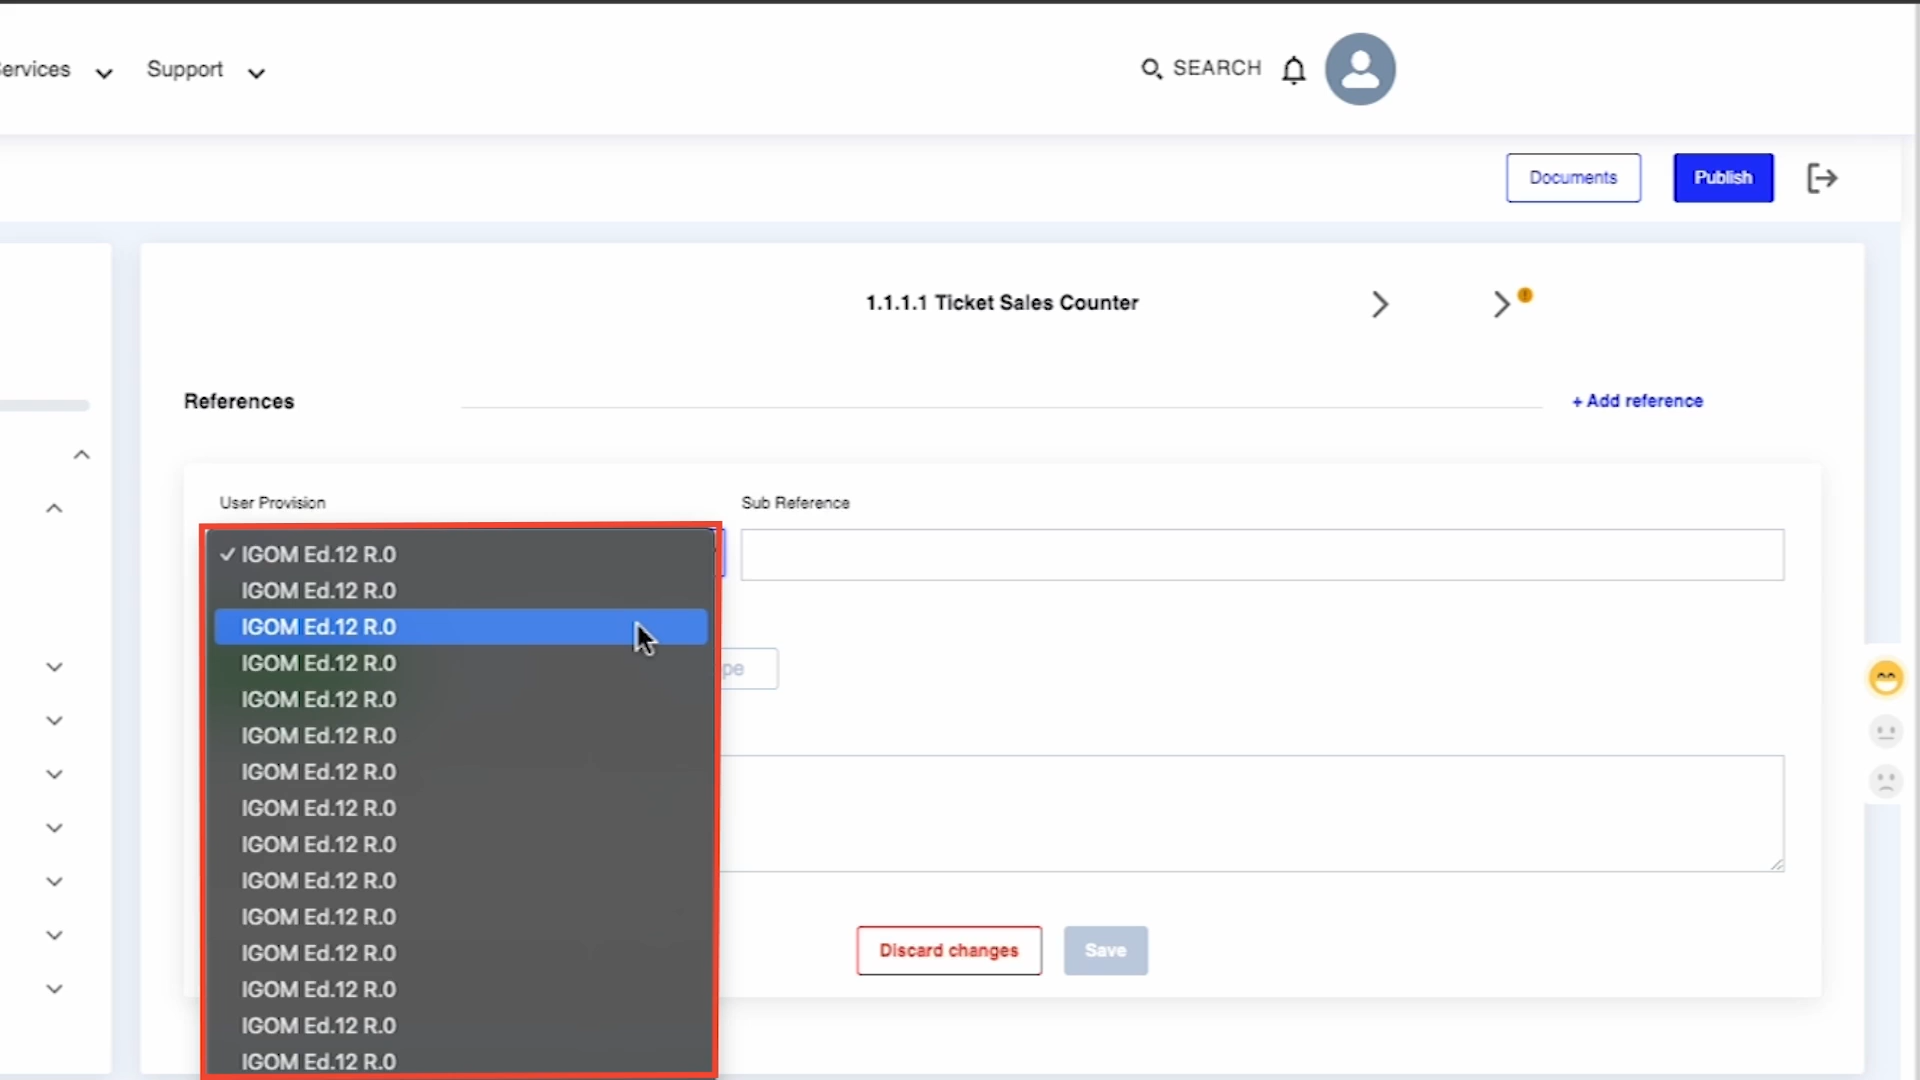 Support
SEARCH
Documents
Publish
1.1.1.1 Ticket Sales Counter
References
+ Add reference
User Provision
Sub Reference
✓ IGOM Ed.12 R.0
IGOM Ed.12 R.0
IGOM Ed.12 R.0
IGOM Ed.12 R.0
IGOM Ed.12 R.0
IGOM Ed.12 R.0
IGOM Ed.12 R.0
IGOM Ed.12 R.0
IGOM Ed.12 R.0
IGOM Ed.12 R.0
IGOM Ed.12 R.0
IGOM Ed.12 R.0
IGOM Ed.12 R.0
IGOM Ed.12 R.0
IGOM Ed.12 R.0
Discard changes
Save